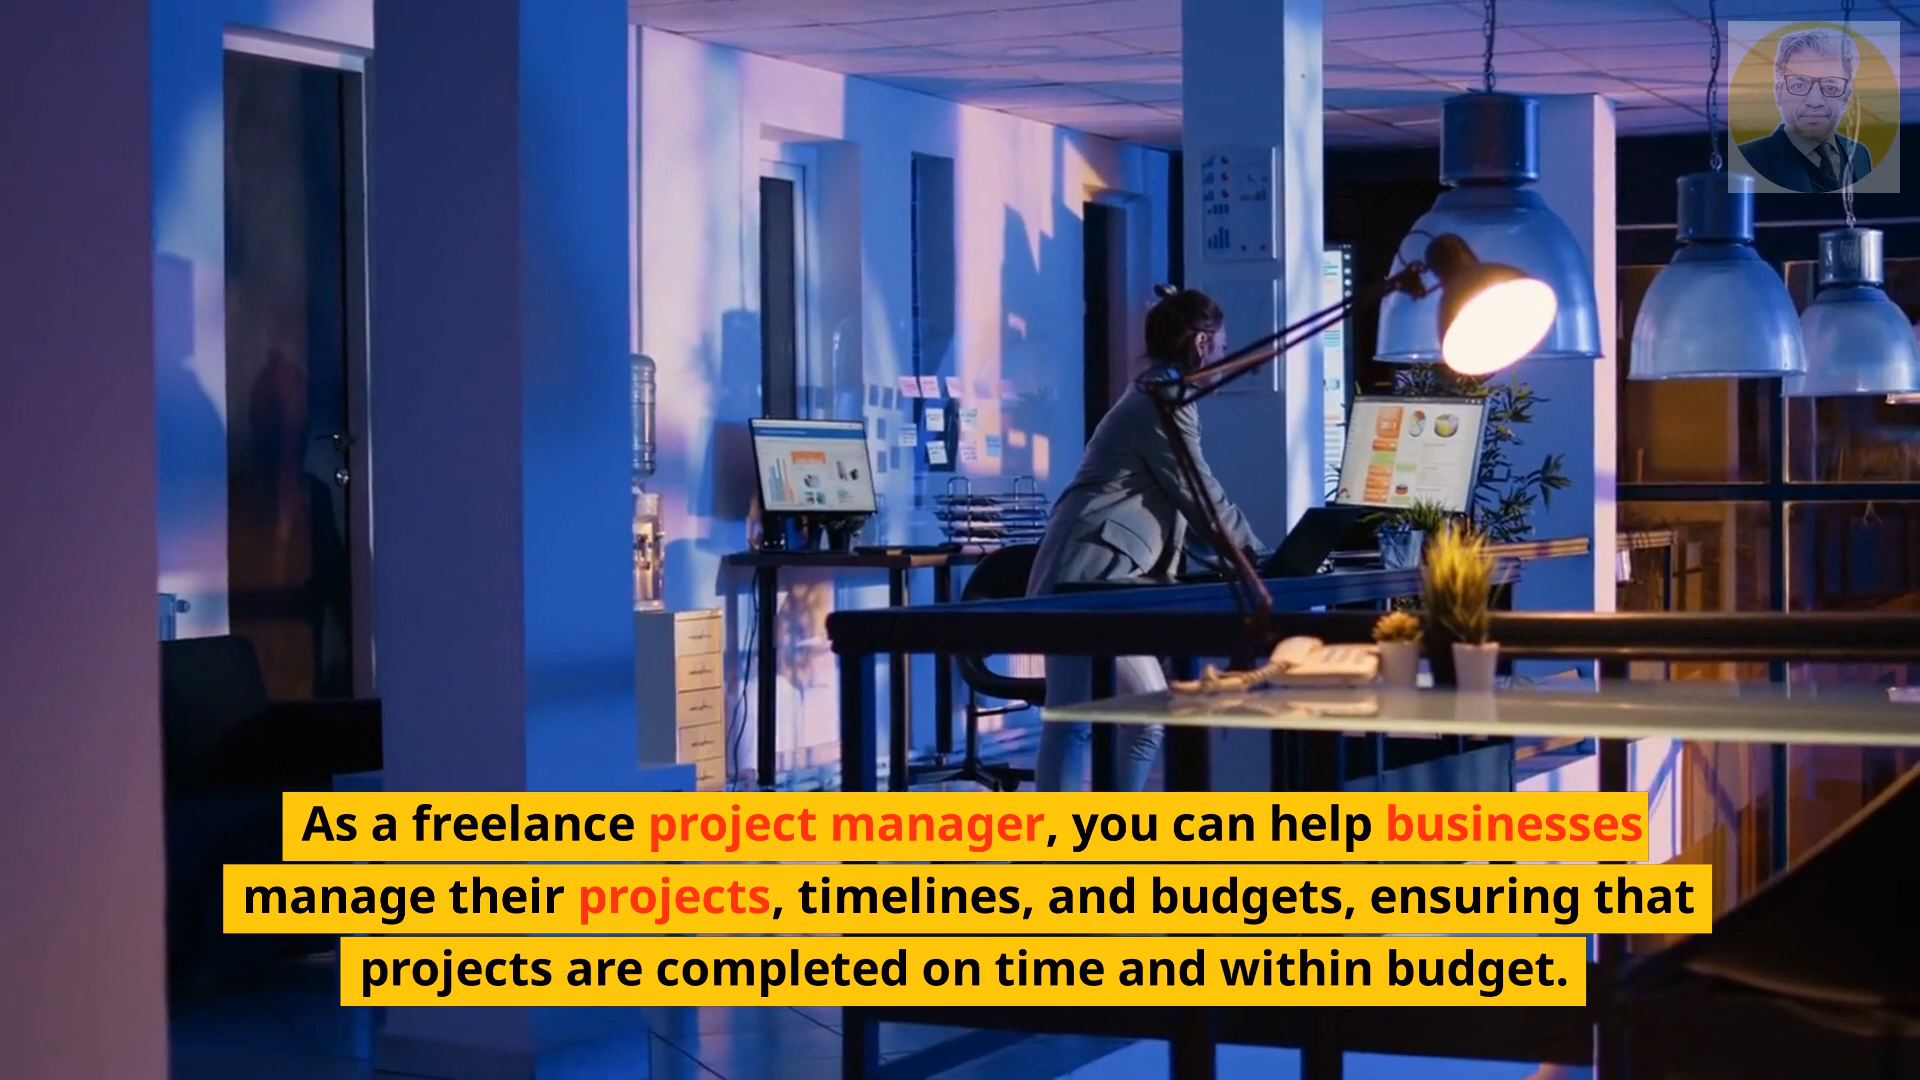 As a freelance project manager, you can help businesses
manage their projects, timelines, and budgets, ensuring that
projects are completed on time and within budget.